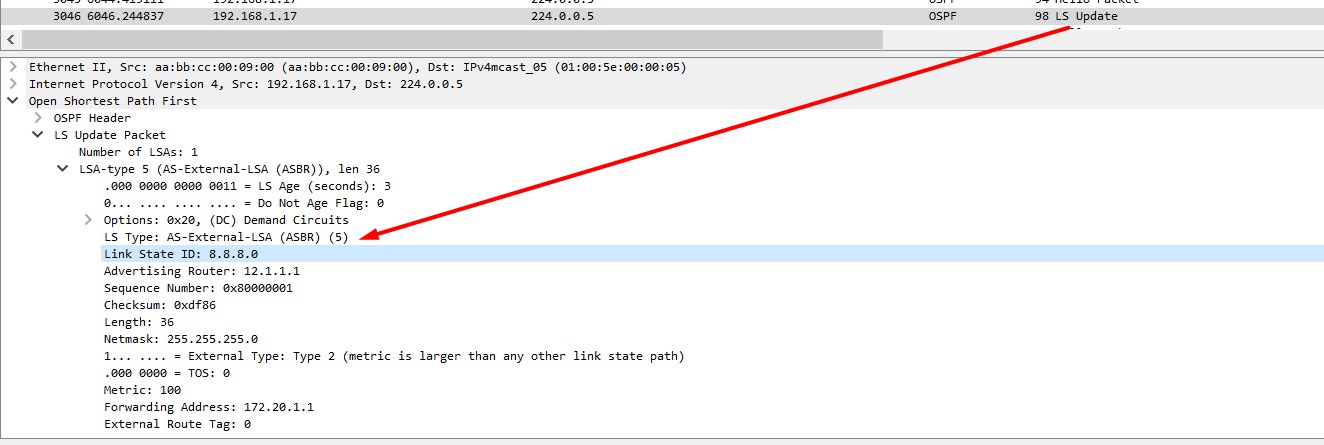 3045 6044.419111 192.168.1.17 224.0.0.5 OSPF 94 Hello Packet
3046 6046.244837 192.168.1.17 224.0.0.5 OSPF 98 LS Update
Ethernet II, Src: aa:bb:cc:00:09:00 (aa:bb:cc:00:09:00), Dst: IPv4mcast_05 (01:00:5e:00:00:05)
Internet Protocol Version 4, Src: 192.168.1.17, Dst: 224.0.0.5
Open Shortest Path First
OSPF Header
LS Update Packet
Number of LSAs: 1
LSA-type 5 (AS-External-LSA (ASBR)), len 36
.000 0000 0000 0011 = LS Age (seconds): 3
0... .... .... .... = Do Not Age Flag: 0
Options: 0x20, (DC) Demand Circuits
LS Type: AS-External-LSA (ASBR) (5)
Link State ID: 8.8.8.0
Advertising Router: 12.1.1.1
Sequence Number: 0x80000001
Checksum: 0xdf86
Length: 36
Netmask: 255.255.255.0
1... .... = External Type: Type 2 (metric is larger than any other link state path)
.000 0000 = TOS: 0
Metric: 100
Forwarding Address: 172.20.1.1
External Route Tag: 0